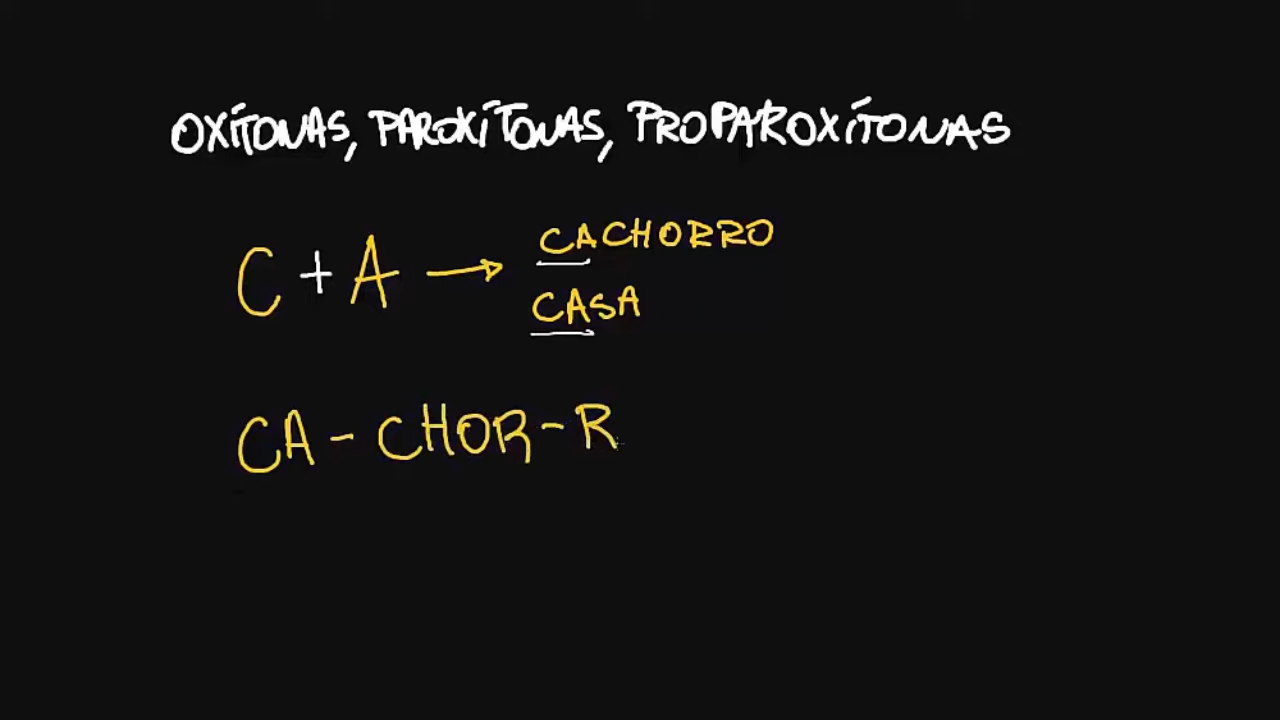 OXÍTONAS, PAROXÍTONAS, PROPAROXÍTONAS
C + A → CACHORRO
CASA
CA - CHOR - R